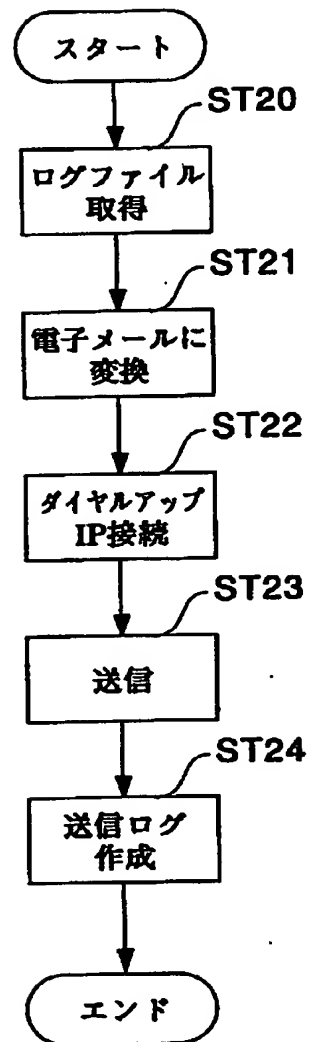 スタート
ST20
ログファイル
取得
ST21
電子メールに
変換
ST22
ダイヤルアップ
IP接続
ST23
送信
ST24
送信ログ
作成
エンド